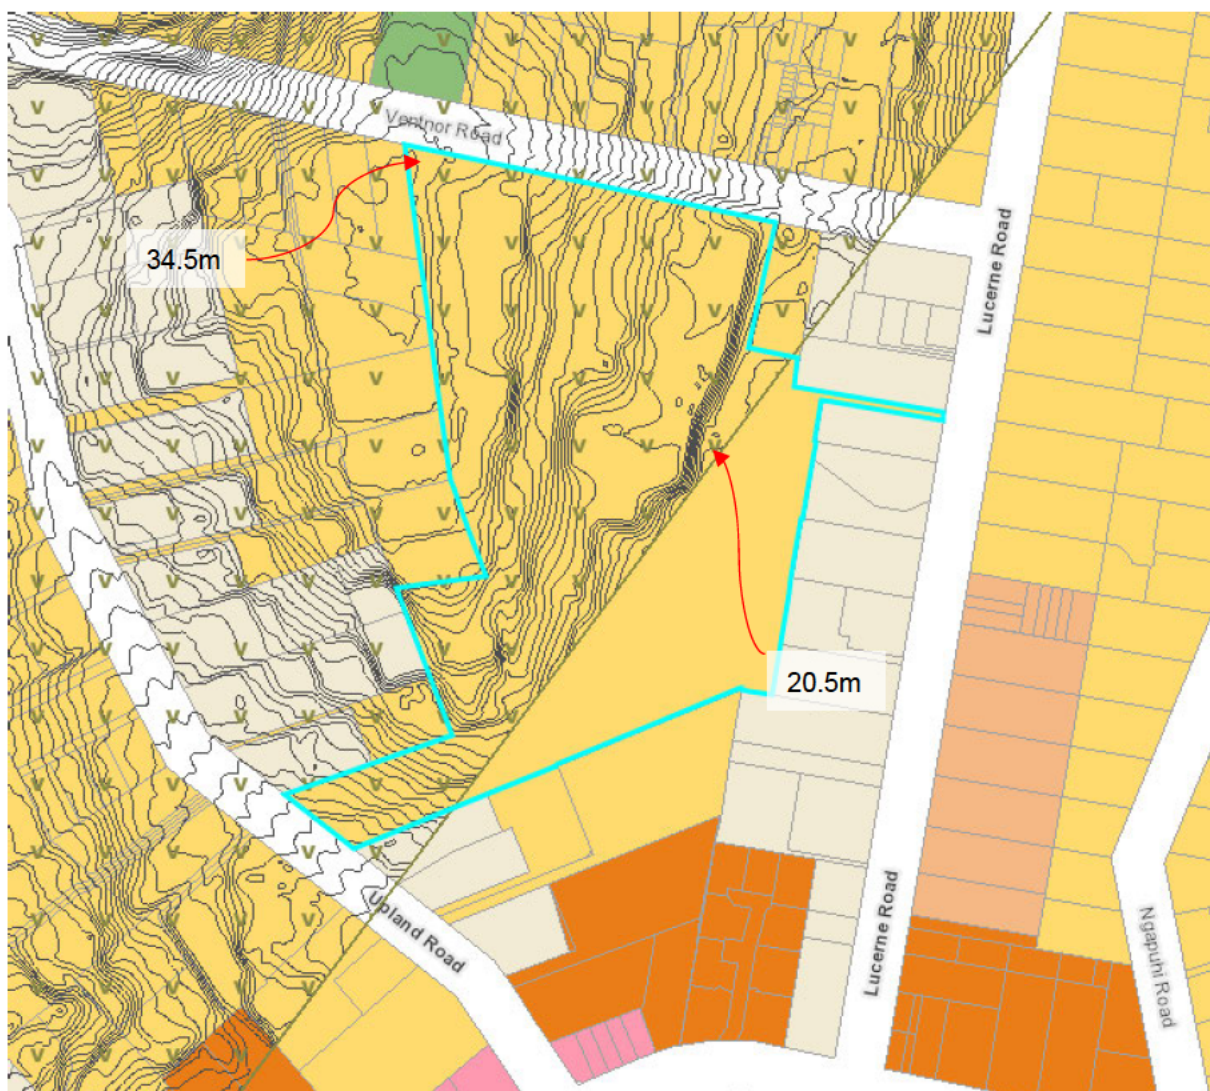 Ventnor Road
34.5m
Lucerne Road
20.5m
Upland Road
Lucerne Road
Ngapuhi Road